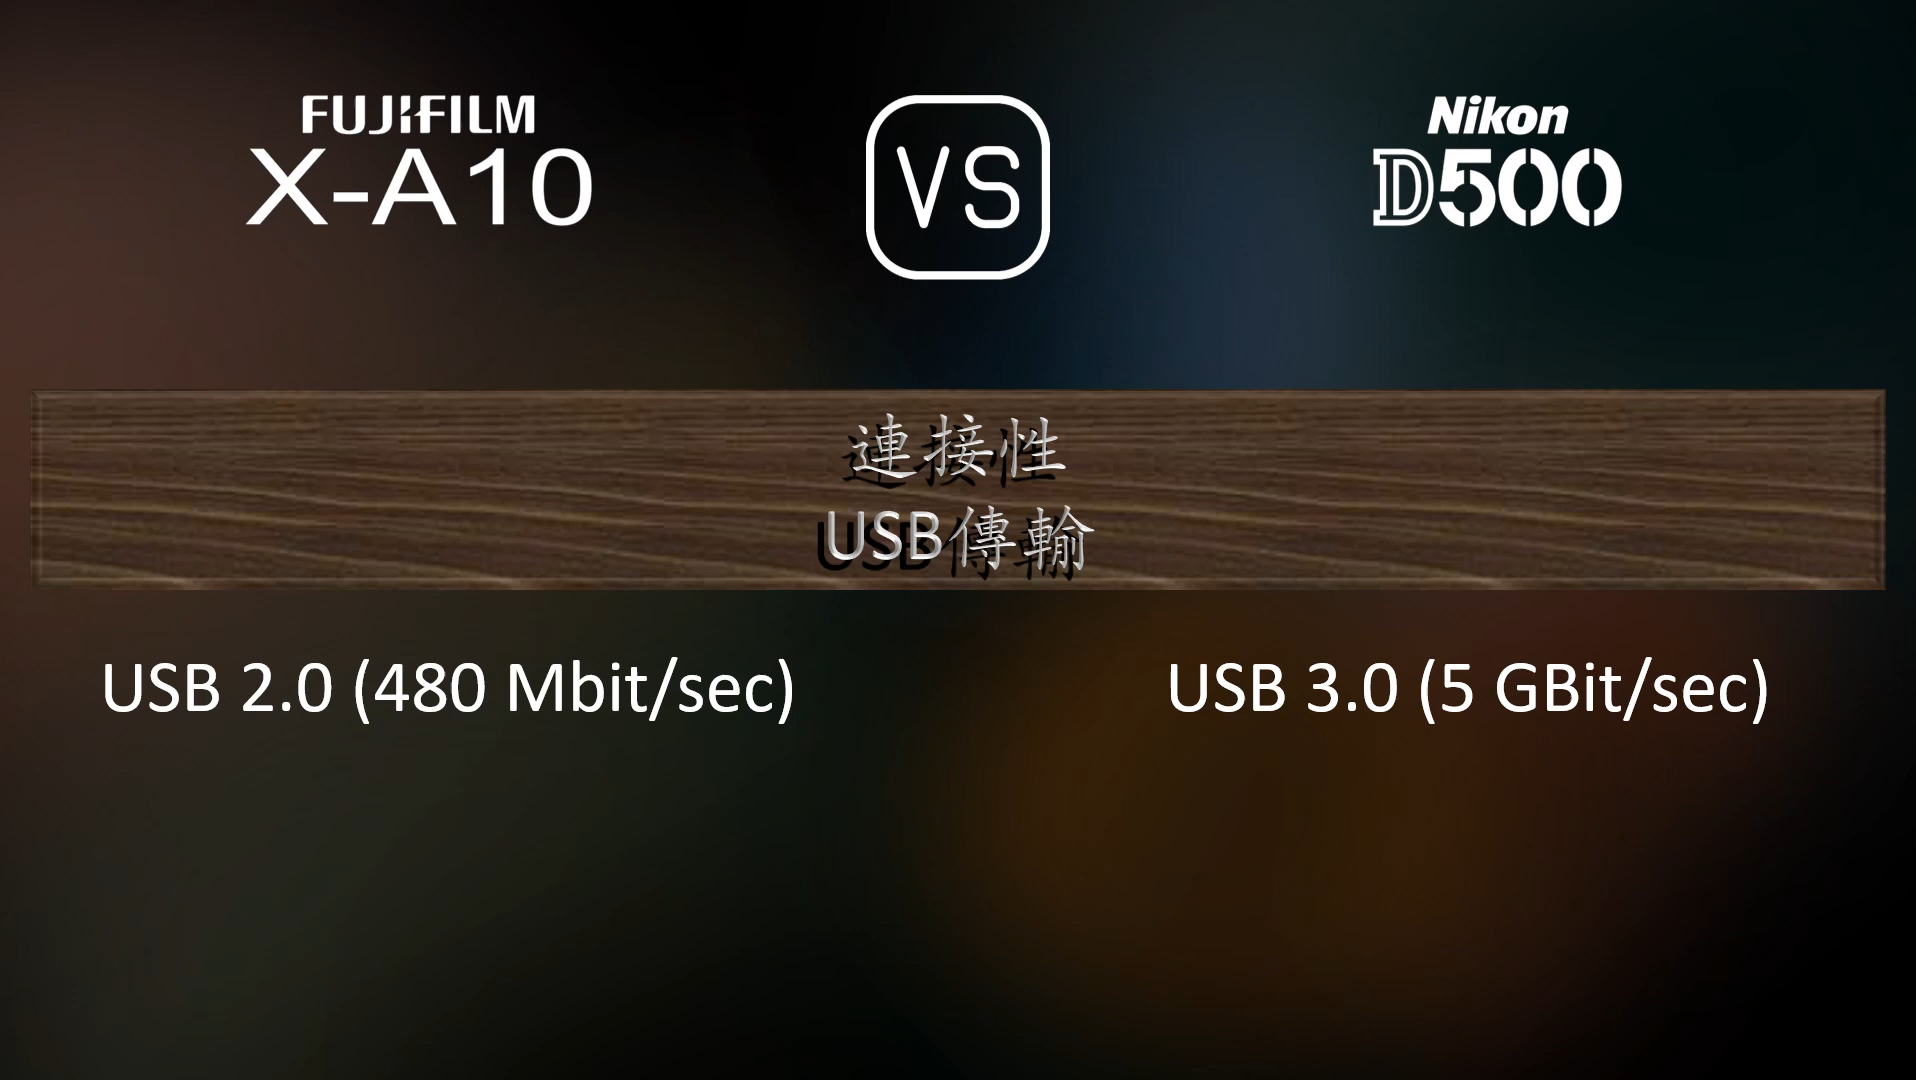 FUJIFILM
X-A10
VS
Nikon
D500
連接性
USB傳輸
USB 2.0 (480 Mbit/sec)
USB 3.0 (5 GBit/sec)